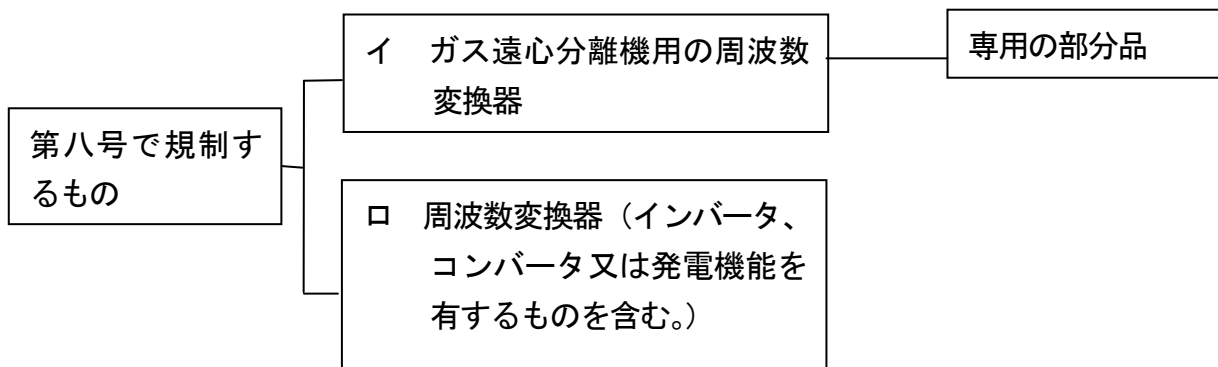 第八号で規制す
るもの
イ　ガス遠心分離機用の周波数
変換器
専用の部分品
ロ　周波数変換器（インバータ、
コンバータ又は発電機能を
有するものを含む。）